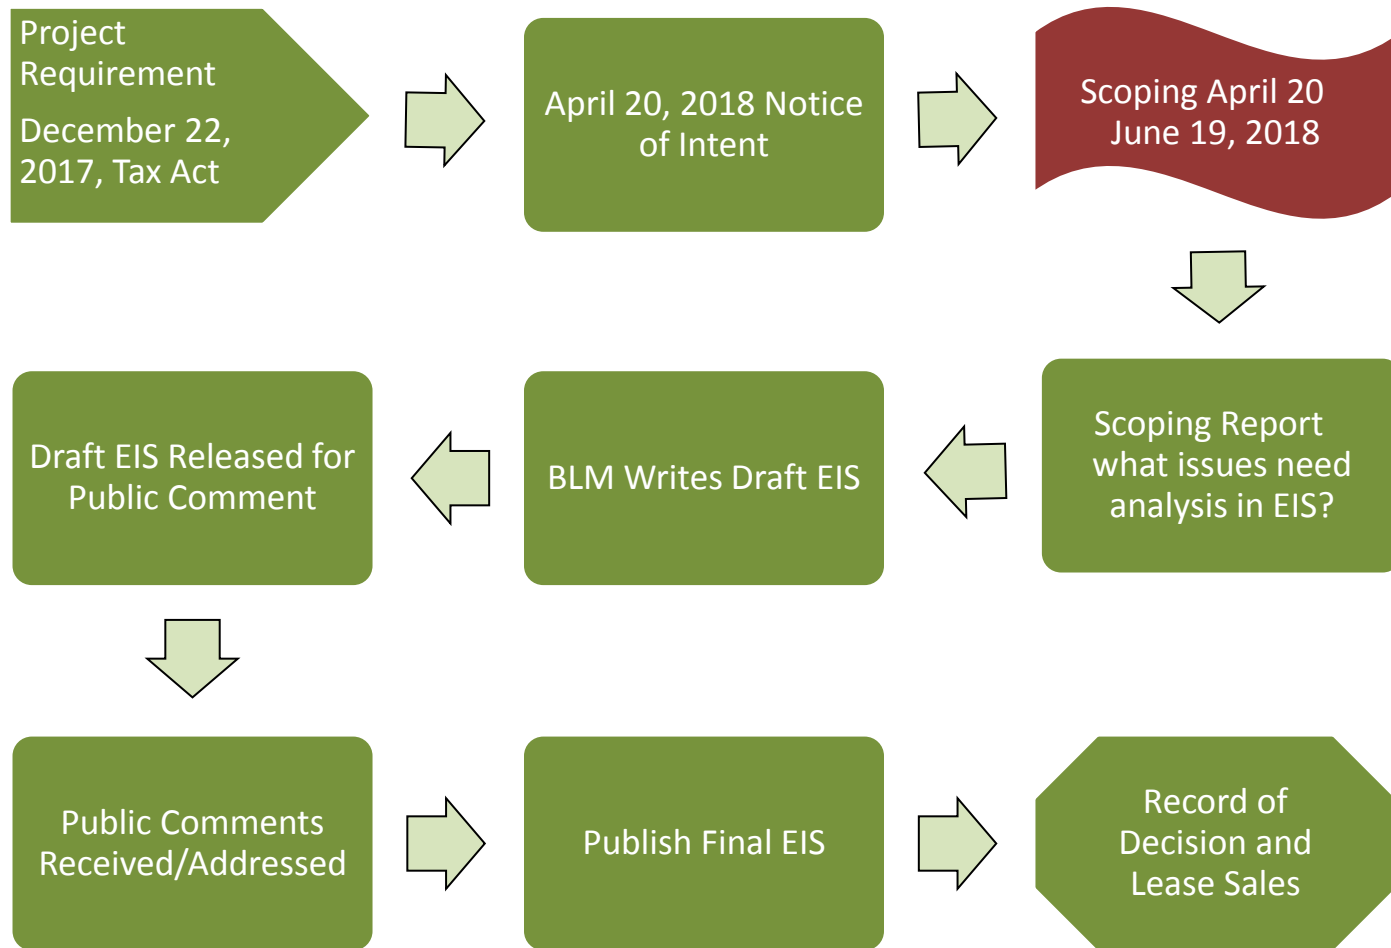 Project
Requirement
December 22,
2017, Tax Act
April 20, 2018 Notice
of Intent
Scoping April 20
June 19, 2018
Scoping Report
what issues need
analysis in EIS?
BLM Writes Draft EIS
Draft EIS Released for
Public Comment
Public Comments
Received/Addressed
Publish Final EIS
Record of
Decision and
Lease Sales